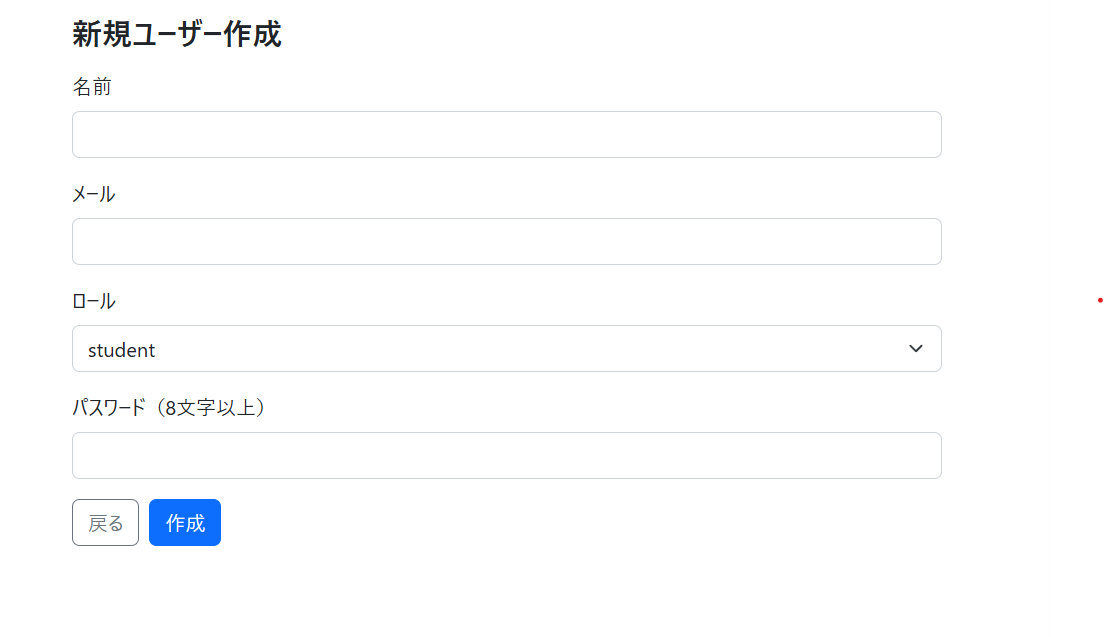 新規ユーザー作成
名前
メール
ロール
student
パスワード（8文字以上）
戻る 作成